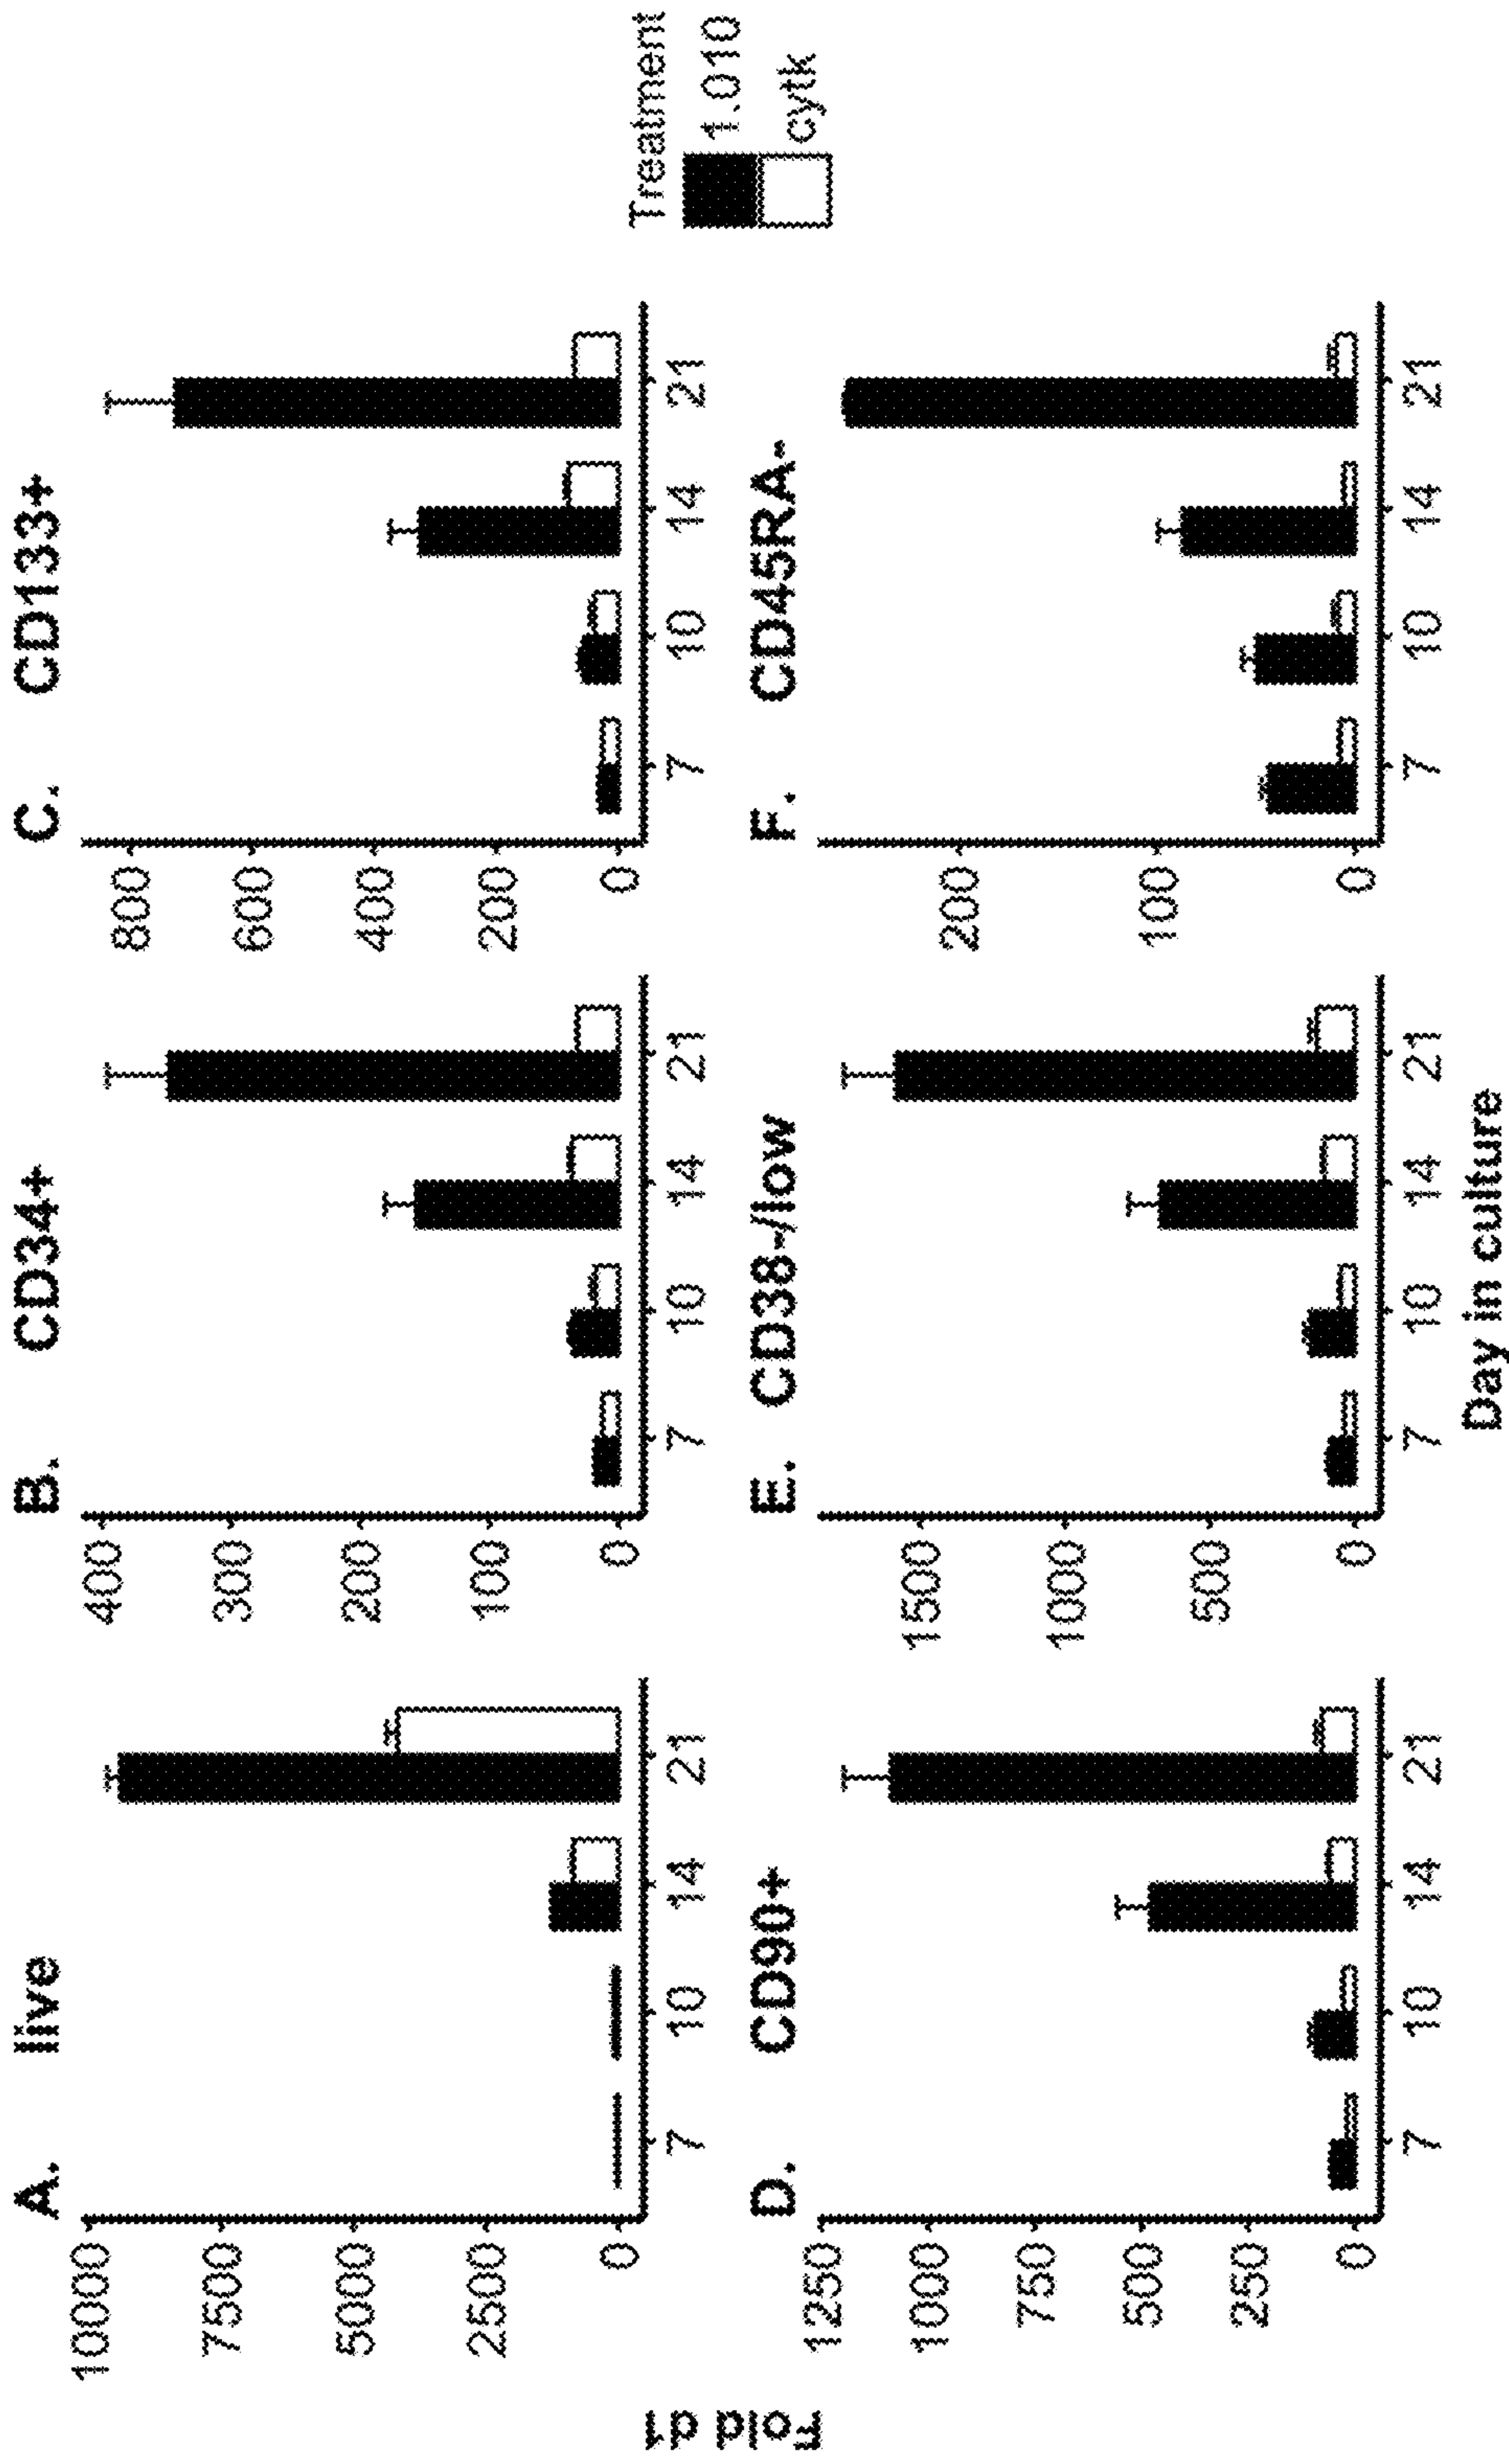 A. live
10000
7500
5000
2500
0
7 10 14 21
B. CD34+
400
300
200
100
0
7 10 14 21
C. CD133+
800
600
400
200
0
7 10 14 21
D. CD90+
1250
1000
750
500
250
0
7 10 14 21
E. CD38-/low
1500
1000
500
0
7 10 14 21
F. CD45RA-
200
100
0
7 10 14 21
Fold d1
Day in culture
Treatment
1.010
cytk